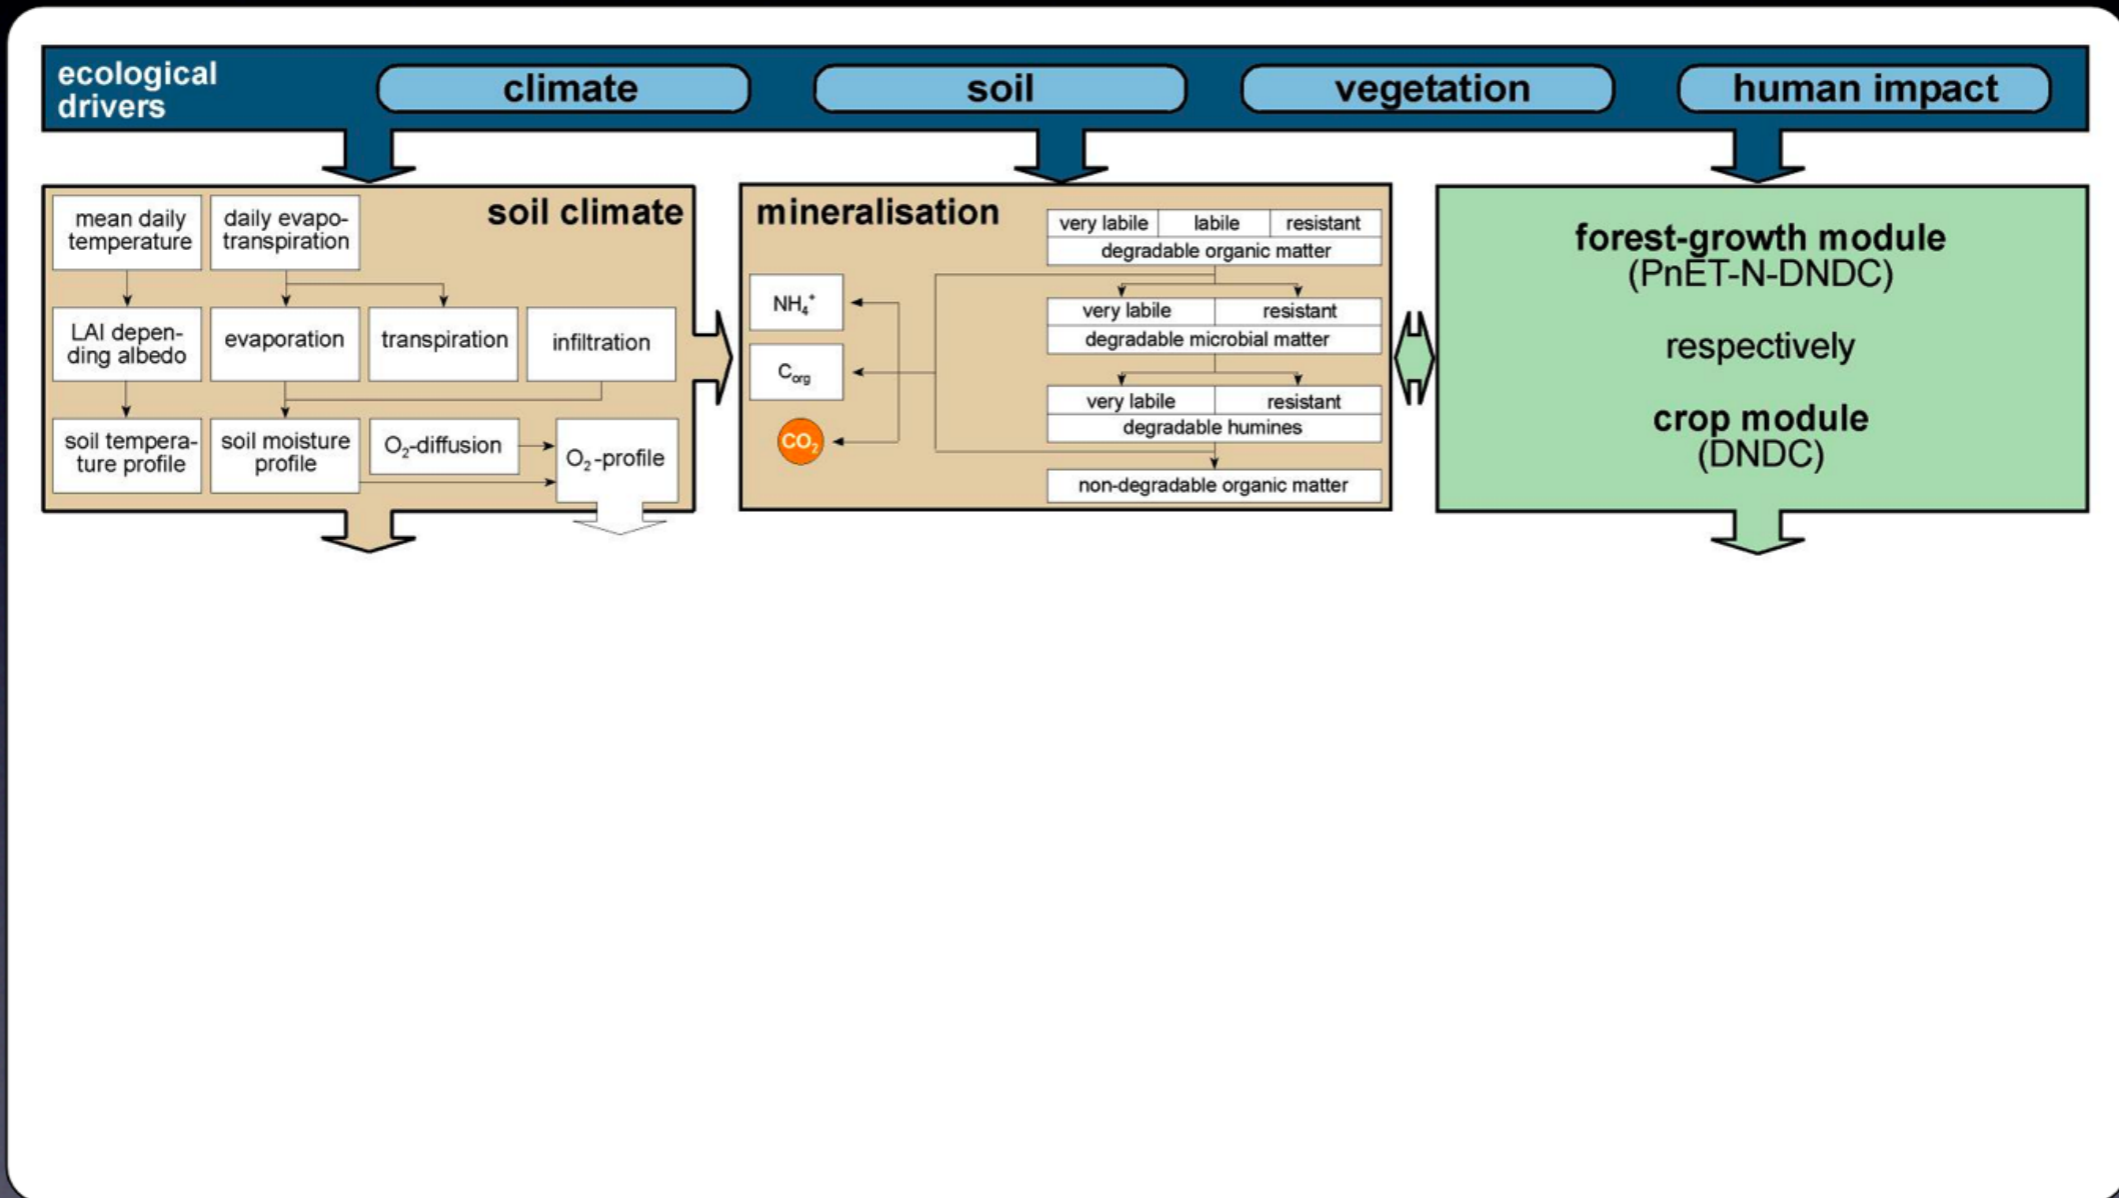 ecological
drivers
climate
soil
vegetation
human impact
soil climate
mean daily
temperature
daily evapo-
transpiration
LAI depen-
ding albedo
evaporation
transpiration
infiltration
soil tempera-
ture profile
soil moisture
profile
O₂-diffusion
O₂-profile
mineralisation
very labile
labile
resistant
degradable organic matter
NH₄⁺
very labile
resistant
degradable microbial matter
Corg
very labile
resistant
degradable humines
CO₂
non-degradable organic matter
forest-growth module
(PnET-N-DNDC)
respectively
crop module
(DNDC)